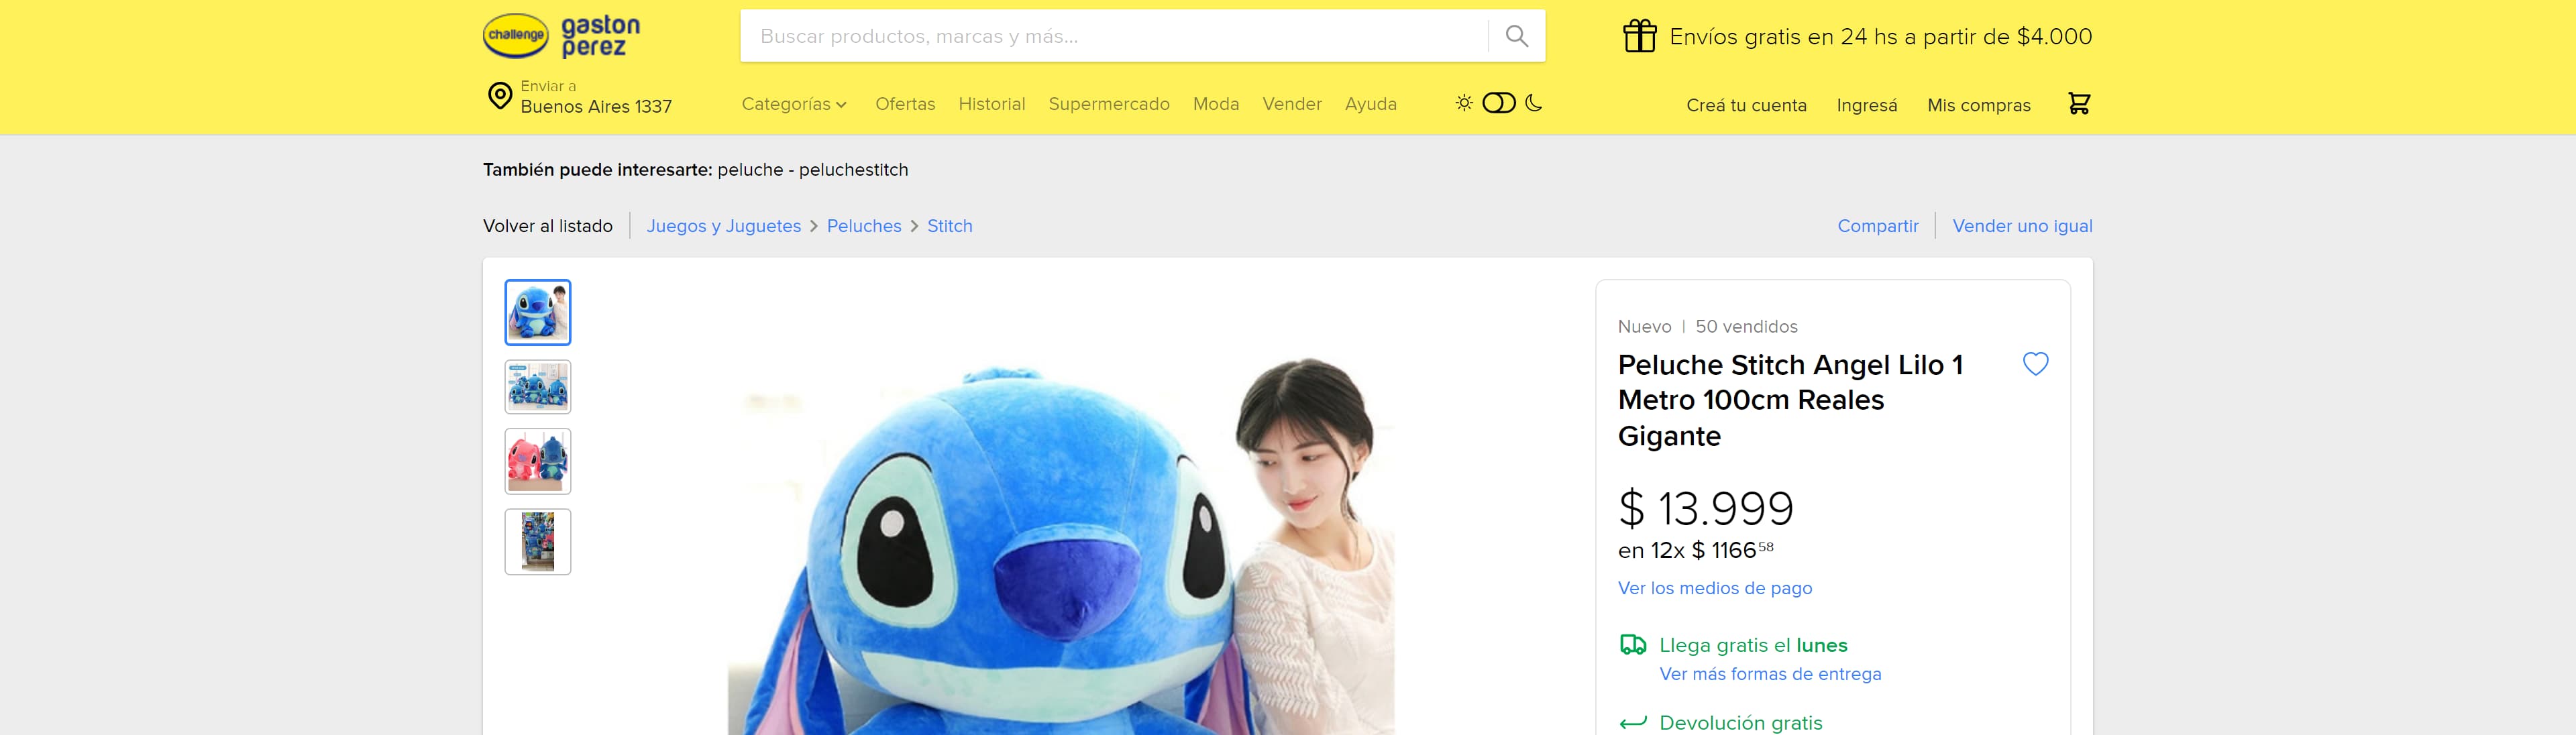 challenge
gaston
perez
Buscar productos, marcas y más...
Envíos gratis en 24 hs a partir de $4.000
Enviar a
Buenos Aires 1337
Categorías Ofertas Historial Supermercado Moda Vender Ayuda
Creá tu cuenta Ingresá Mis compras
También puede interesarte: peluche - peluchestitch
Volver al listado Juegos y Juguetes > Peluches > Stitch
Compartir Vender uno igual
Nuevo | 50 vendidos
Peluche Stitch Angel Lilo 1
Metro 100cm Reales
Gigante
$ 13.999
en 12x $ 1166⁵⁸
Ver los medios de pago
Llega gratis el lunes
Ver más formas de entrega
Devolución gratis